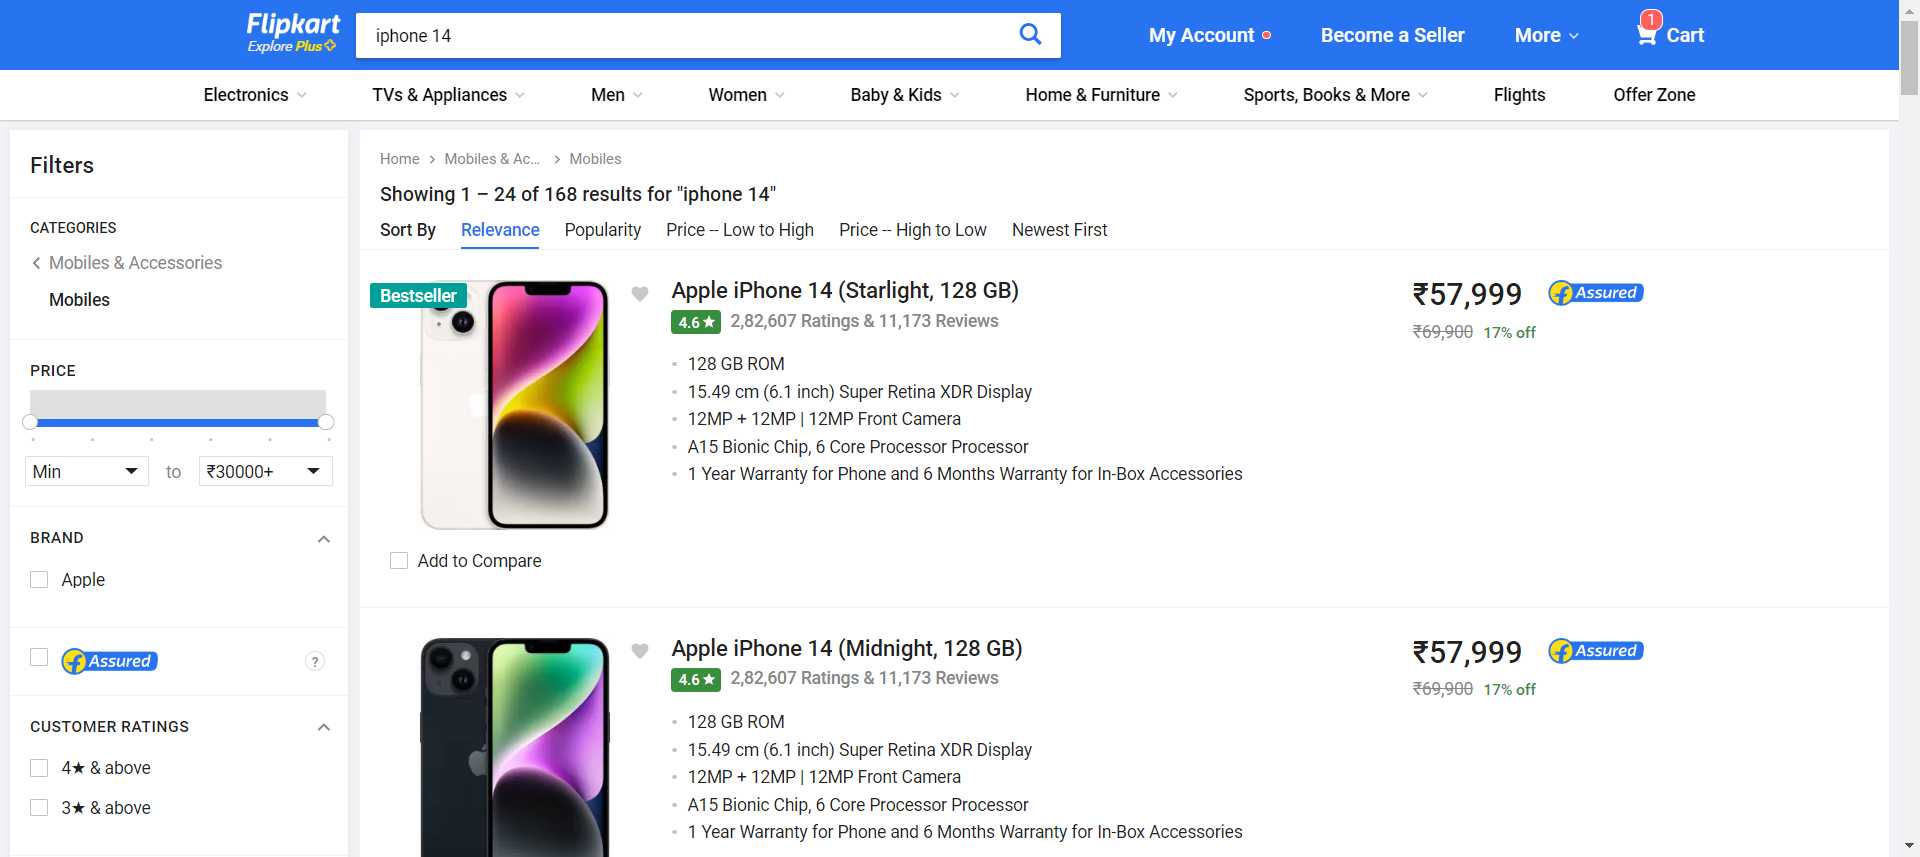 Flipkart
Explore Plus
iphone 14
My Account
Become a Seller
More
1
Cart
Electronics
TVs & Appliances
Men
Women
Baby & Kids
Home & Furniture
Sports, Books & More
Flights
Offer Zone
Filters
CATEGORIES
Mobiles & Accessories
Mobiles
PRICE
Min
to
₹30000+
BRAND
Apple
Assured
?
CUSTOMER RATINGS
4★ & above
3★ & above
Home
Mobiles & Ac...
Mobiles
Showing 1 – 24 of 168 results for "iphone 14"
Sort By
Relevance
Popularity
Price -- Low to High
Price -- High to Low
Newest First
Bestseller
Add to Compare
Apple iPhone 14 (Starlight, 128 GB)
4.6★ 2,82,607 Ratings & 11,173 Reviews
128 GB ROM
15.49 cm (6.1 inch) Super Retina XDR Display
12MP + 12MP | 12MP Front Camera
A15 Bionic Chip, 6 Core Processor Processor
1 Year Warranty for Phone and 6 Months Warranty for In-Box Accessories
₹57,999
Assured
₹69,900 17% off
Apple iPhone 14 (Midnight, 128 GB)
4.6★ 2,82,607 Ratings & 11,173 Reviews
128 GB ROM
15.49 cm (6.1 inch) Super Retina XDR Display
12MP + 12MP | 12MP Front Camera
A15 Bionic Chip, 6 Core Processor Processor
1 Year Warranty for Phone and 6 Months Warranty for In-Box Accessories
₹57,999
Assured
₹69,900 17% off